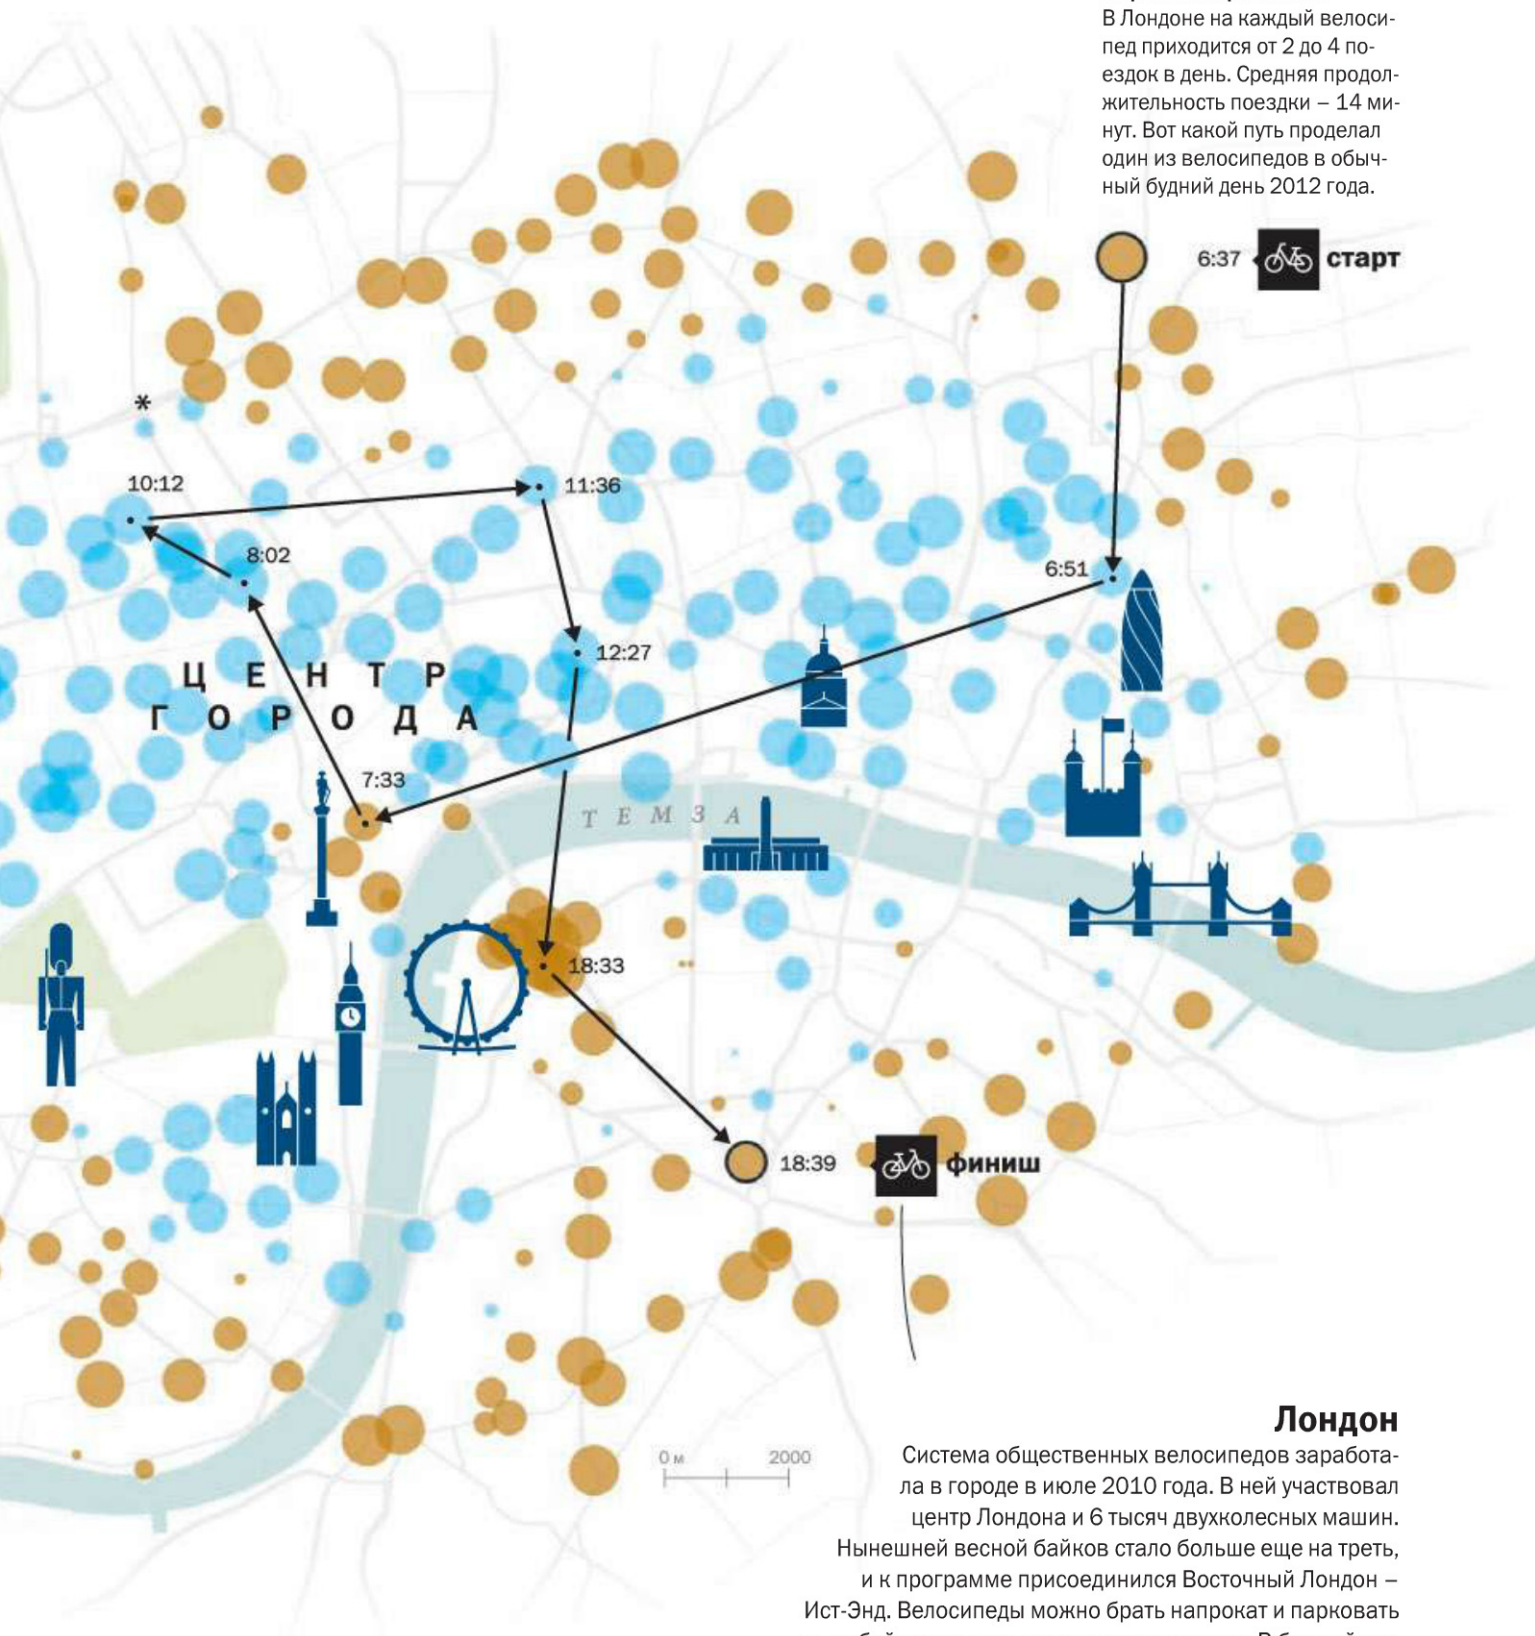 В Лондоне на каждый велоси-
пед приходится от 2 до 4 по-
ездок в день. Средняя продол-
жительность поездки – 14 ми-
нут. Вот какой путь проделал
один из велосипедов в обыч-
ный будний день 2012 года.
6:37 старт
*
10:12
11:36
8:02
6:51
12:27
ЦЕНТР
ГОРОДА
7:33
ТЕМЗА
18:33
18:39 финиш
0 м 2000
Лондон
Система общественных велосипедов заработа-
ла в городе в июле 2010 года. В ней участвовал
центр Лондона и 6 тысяч двухколесных машин.
Нынешней весной байков стало больше еще на треть,
и к программе присоединился Восточный Лондон –
Ист-Энд. Велосипеды можно брать напрокат и парковать